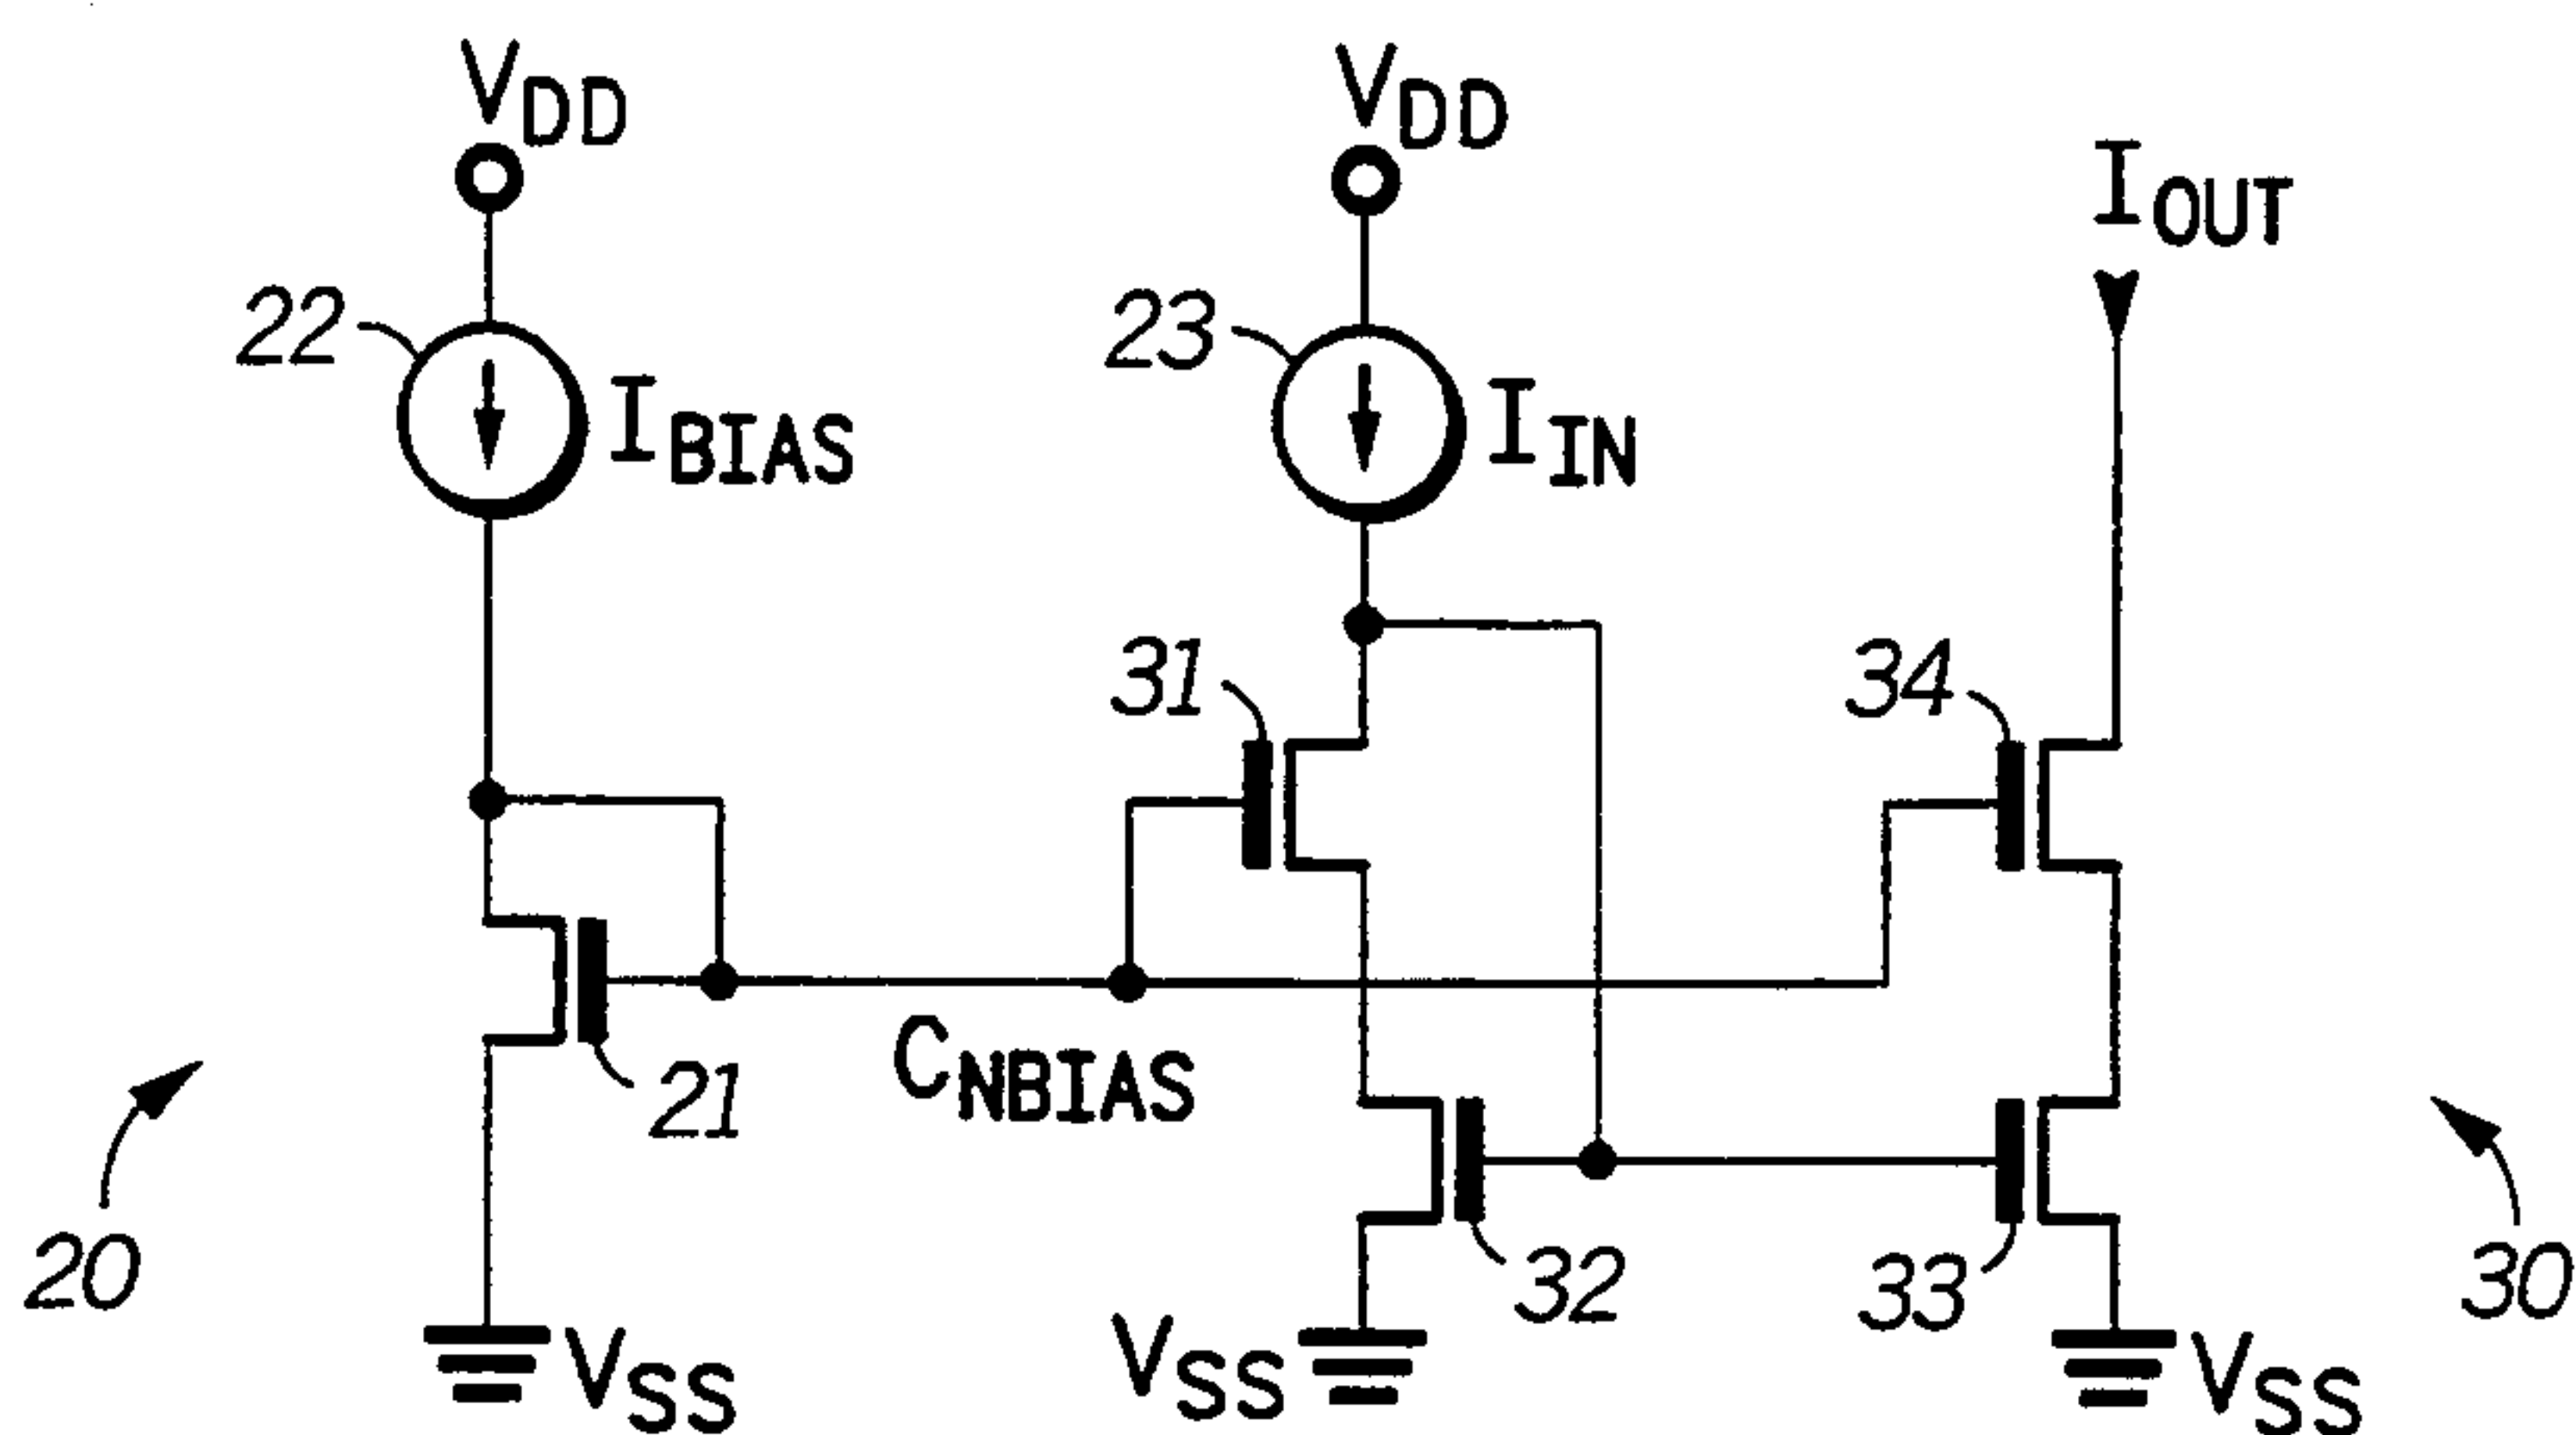 VDD
VDD
IOUT
22
IBIAS
23
IIN
31
34
CNBIAS
21
20
32
33
30
VSS
VSS
VSS